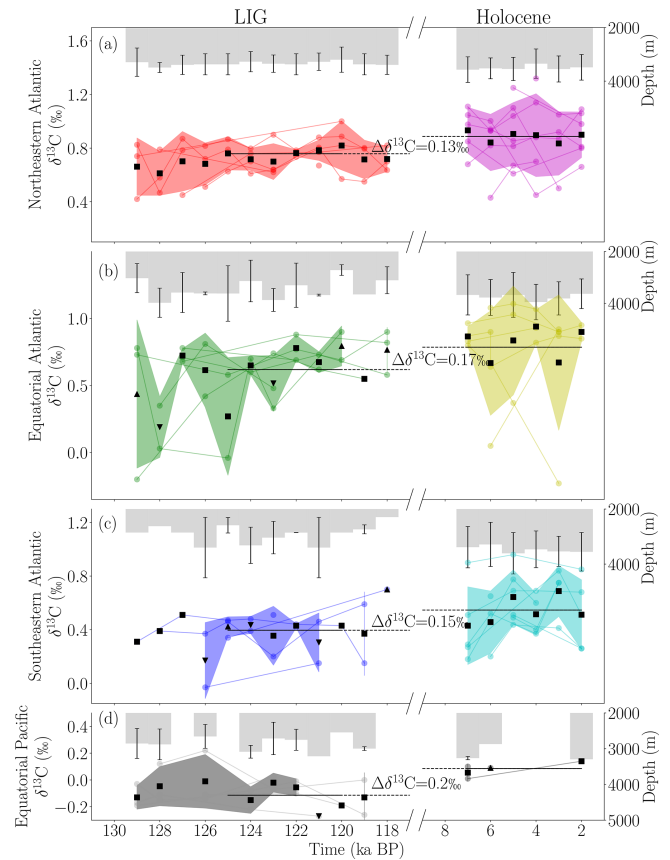 LIG Holocene
(a)
1.6
1.2
0.8
0.4
Northeastern Atlantic
δ¹³C (‰)
Δδ¹³C=0.13‰
2000
4000
Depth (m)
(b)
1.0
0.5
0.0
Equatorial Atlantic
δ¹³C (‰)
Δδ¹³C=0.17‰
2000
4000
Depth (m)
(c)
1.2
0.8
0.4
0.0
Southeastern Atlantic
δ¹³C (‰)
Δδ¹³C=0.15‰
2000
4000
Depth (m)
(d)
0.4
0.2
0.0
−0.2
Equatorial Pacific
δ¹³C (‰)
Δδ¹³C=0.2‰
2000
3000
4000
5000
Depth (m)
130 128 126 124 122 120 118 8 6 4 2
Time (ka BP)